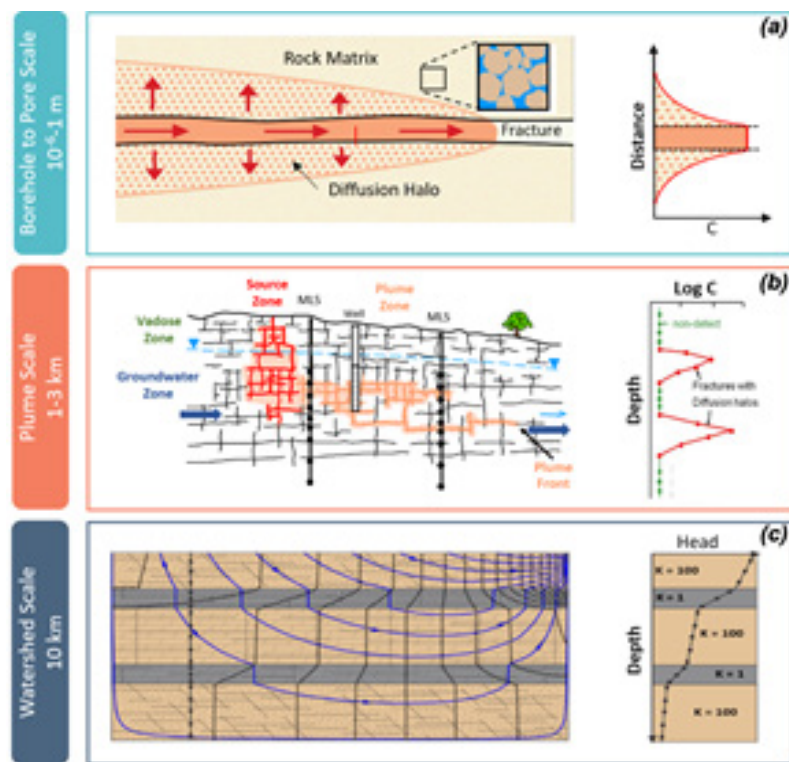 Borehole to Pore Scale
10⁻⁶-1 m
(a)
Rock Matrix
Fracture
Diffusion Halo
Distance
C
Plume Scale
1-3 km
(b)
Source
Zone
MLS
Well
Plume
Zone
MLS
Vadose
Zone
Groundwater
Zone
Plume
Front
Log C
non-detect
Fractures with
Diffusion halos
Depth
Watershed Scale
10 km
(c)
Head
K = 100
K = 1
K = 100
K = 1
K = 100
Depth